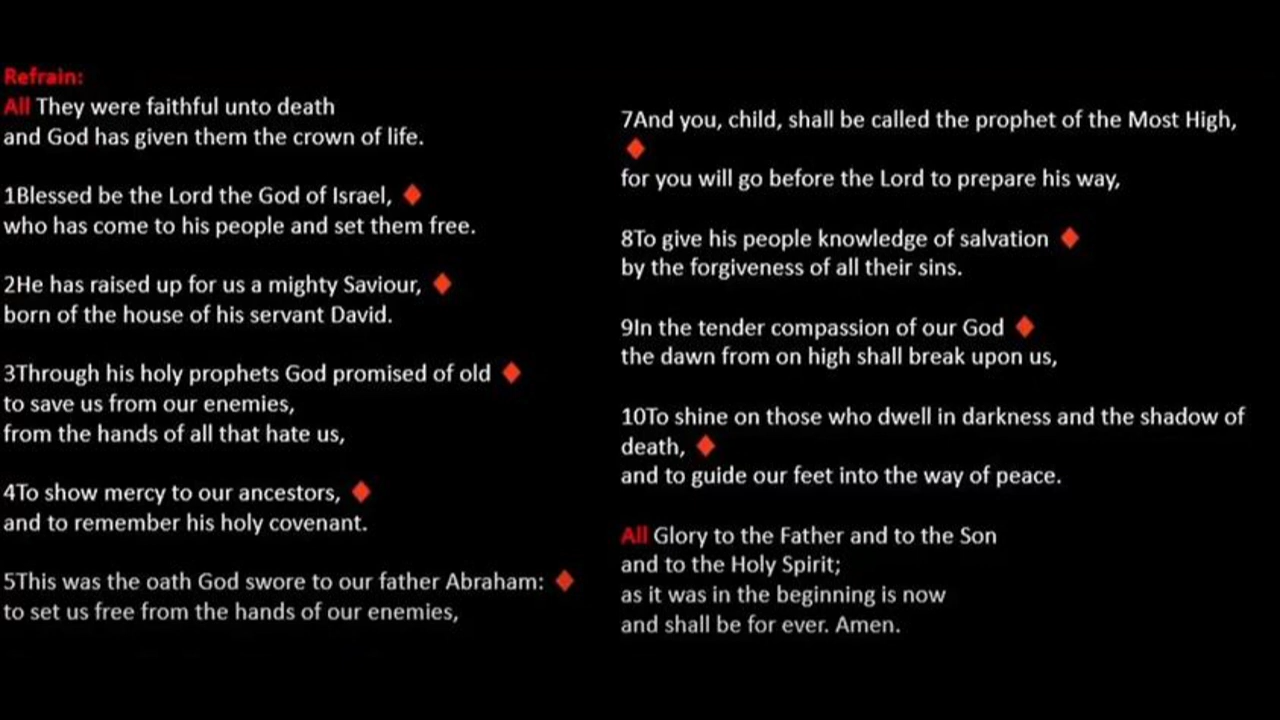 Refrain:
All They were faithful unto death
and God has given them the crown of life.
1Blessed be the Lord the God of Israel, ♦
who has come to his people and set them free.
2He has raised up for us a mighty Saviour, ♦
born of the house of his servant David.
3Through his holy prophets God promised of old ♦
to save us from our enemies,
from the hands of all that hate us,
4To show mercy to our ancestors, ♦
and to remember his holy covenant.
5This was the oath God swore to our father Abraham: ♦
to set us free from the hands of our enemies,
7And you, child, shall be called the prophet of the Most High,
♦
for you will go before the Lord to prepare his way,
8To give his people knowledge of salvation ♦
by the forgiveness of all their sins.
9In the tender compassion of our God ♦
the dawn from on high shall break upon us,
10To shine on those who dwell in darkness and the shadow of
death, ♦
and to guide our feet into the way of peace.
All Glory to the Father and to the Son
and to the Holy Spirit;
as it was in the beginning is now
and shall be for ever. Amen.